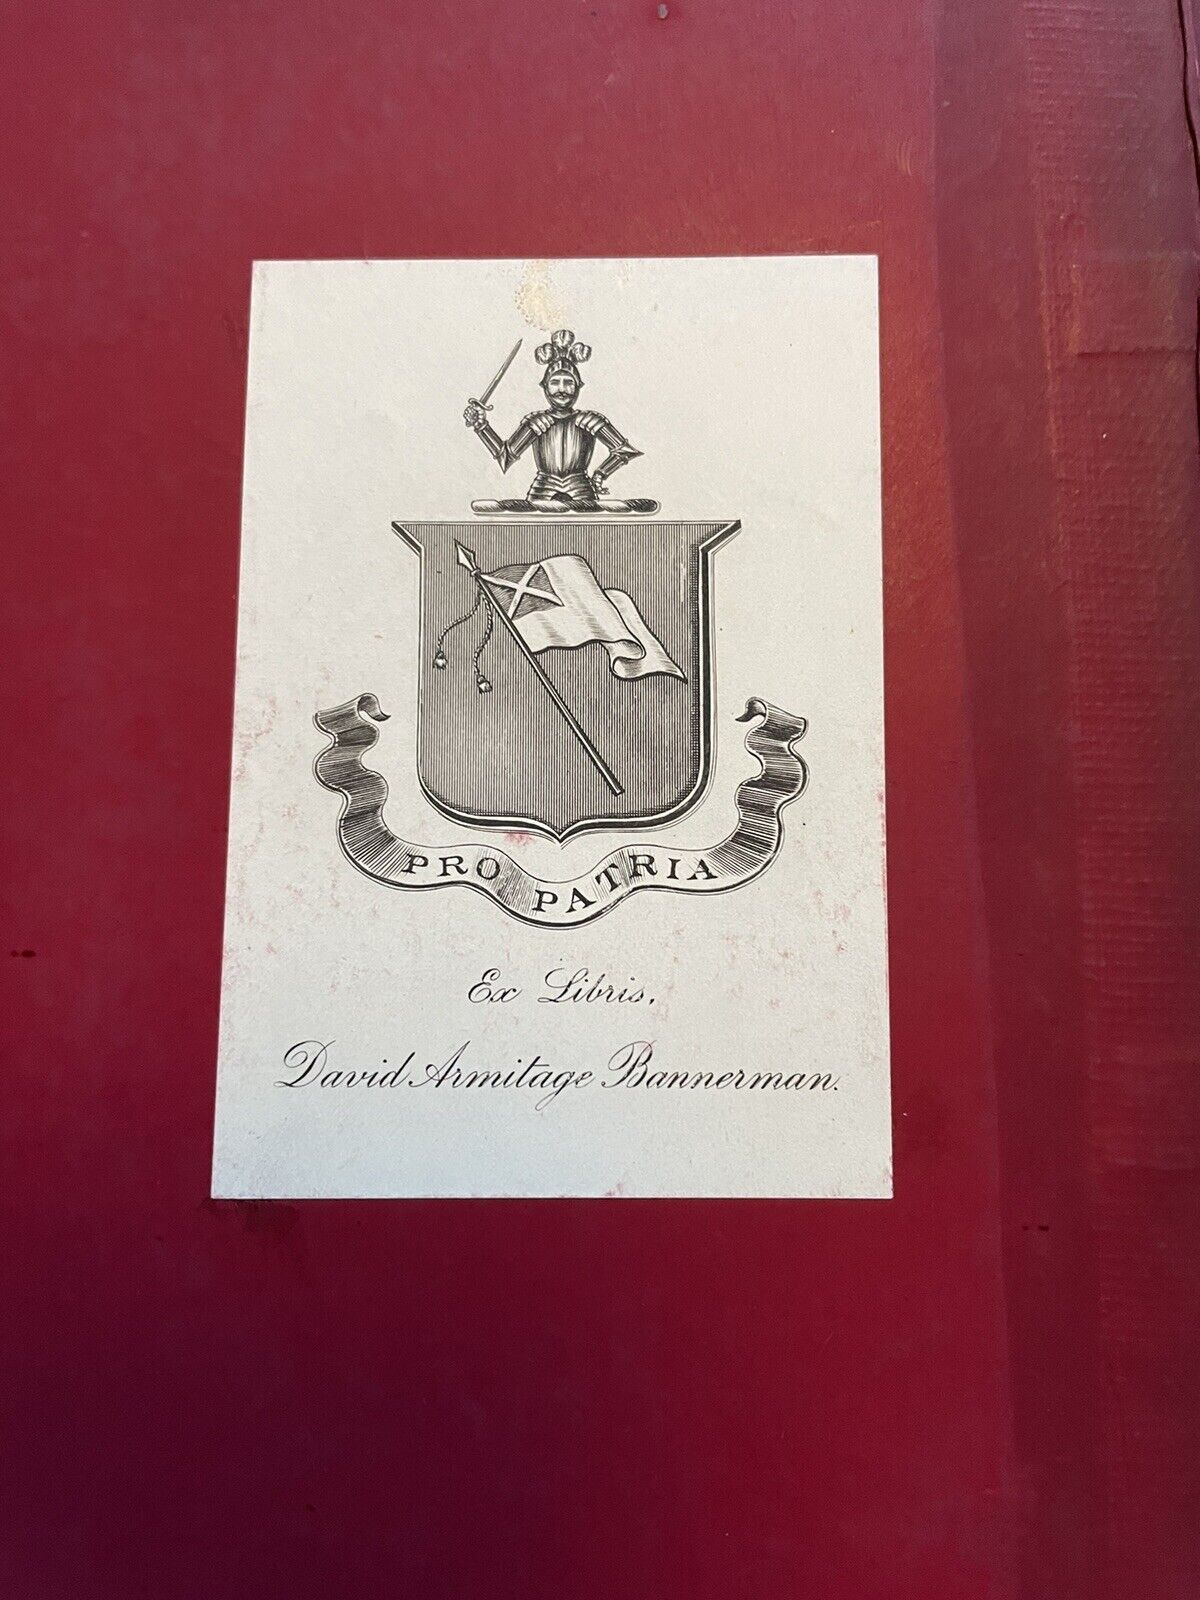 PRO PATRIA
Ex Libris.
David Armitage Bannerman.